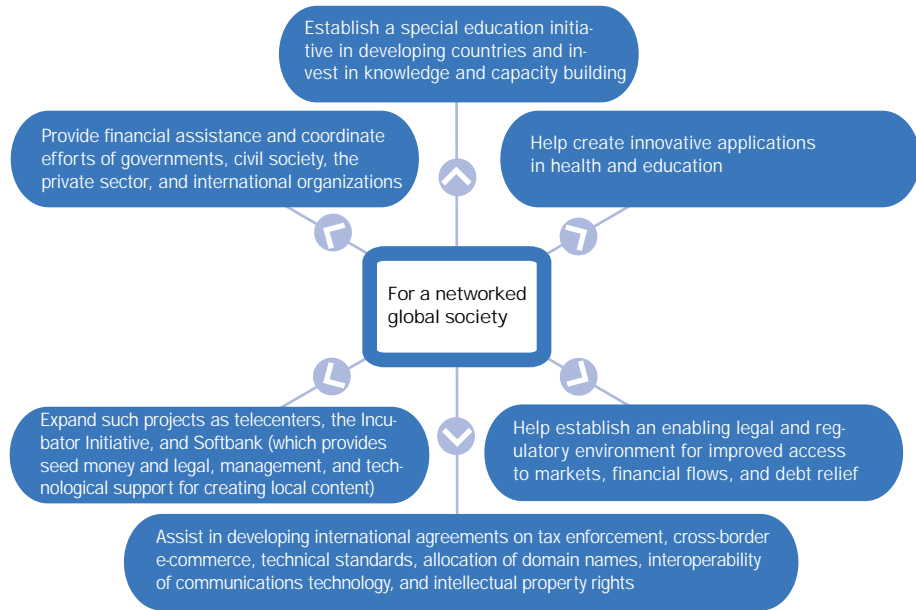 Establish a special education initia-
tive in developing countries and in-
vest in knowledge and capacity building
Provide financial assistance and coordinate
efforts of governments, civil society, the
private sector, and international organizations
Help create innovative applications
in health and education
For a networked
global society
Expand such projects as telecenters, the Incu-
bator Initiative, and Softbank (which provides
seed money and legal, management, and tech-
nological support for creating local content)
Help establish an enabling legal and reg-
ulatory environment for improved access
to markets, financial flows, and debt relief
Assist in developing international agreements on tax enforcement, cross-border
e-commerce, technical standards, allocation of domain names, interoperability
of communications technology, and intellectual property rights